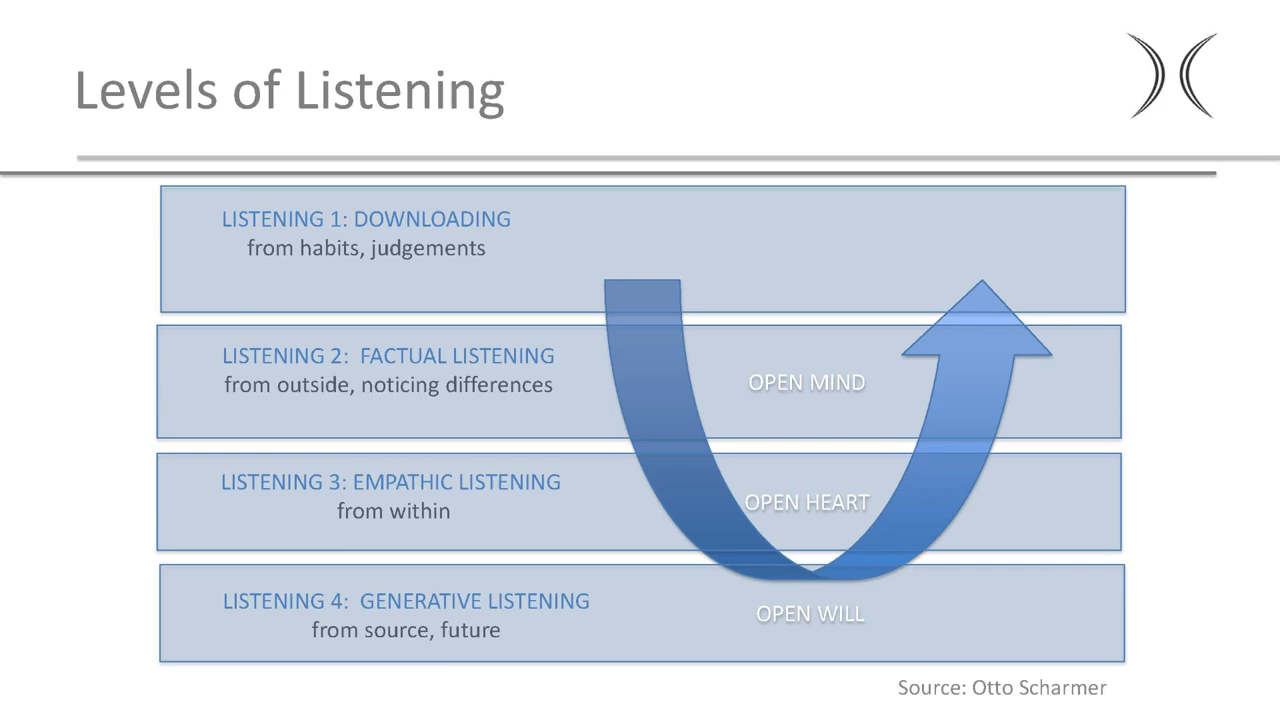 Levels of Listening
LISTENING 1: DOWNLOADING
from habits, judgements
LISTENING 2:  FACTUAL LISTENING
from outside, noticing differences
OPEN MIND
LISTENING 3: EMPATHIC LISTENING
from within
OPEN HEART
LISTENING 4:  GENERATIVE LISTENING
from source, future
OPEN WILL
Source: Otto Scharmer